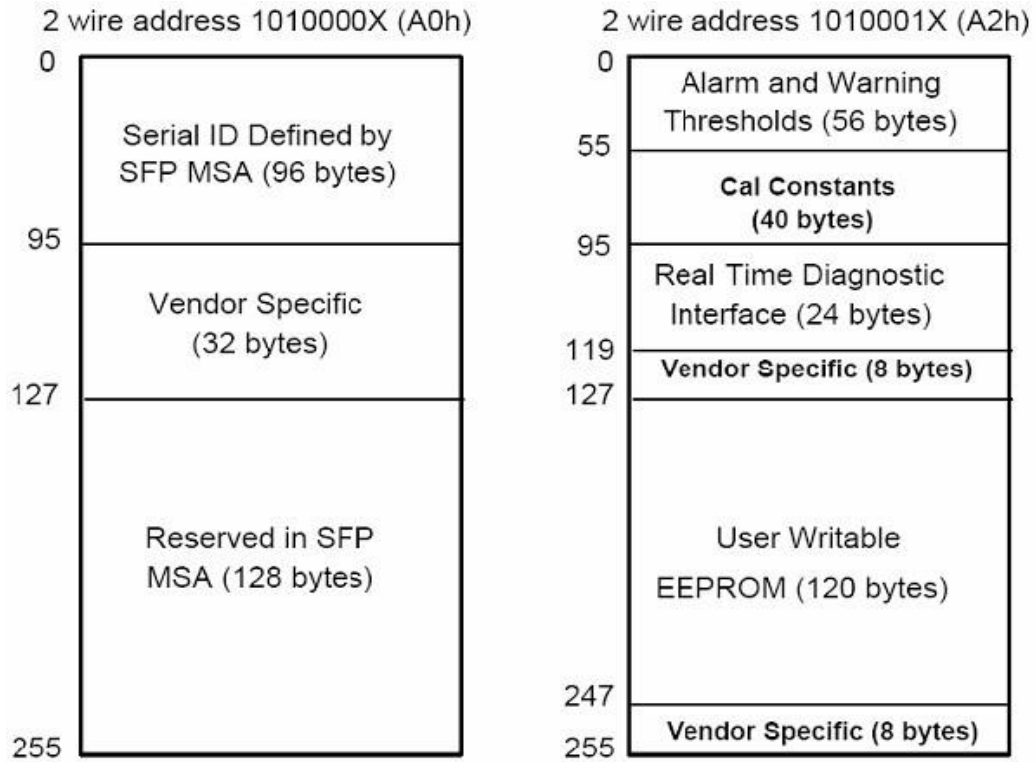 2 wire address 1010000X (A0h)
0
Serial ID Defined by
SFP MSA (96 bytes)
95
Vendor Specific
(32 bytes)
127
Reserved in SFP
MSA (128 bytes)
255
2 wire address 1010001X (A2h)
0
Alarm and Warning
Thresholds (56 bytes)
55
Cal Constants
(40 bytes)
95
Real Time Diagnostic
Interface (24 bytes)
119
Vendor Specific (8 bytes)
127
User Writable
EEPROM (120 bytes)
247
Vendor Specific (8 bytes)
255